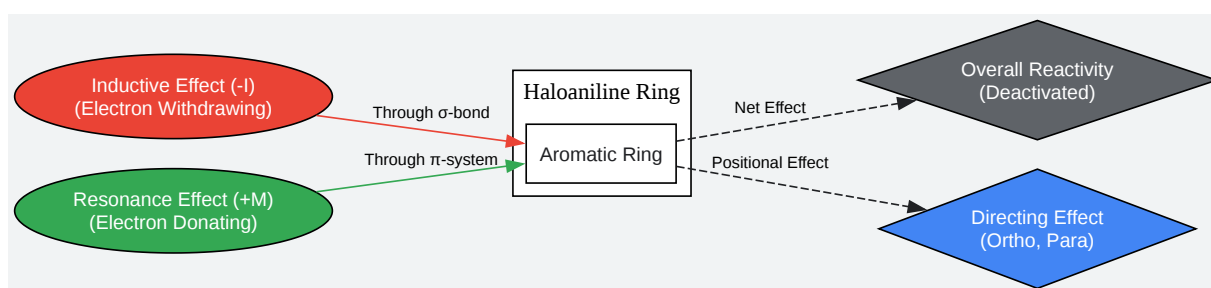 Inductive Effect (-I)
(Electron Withdrawing)
Resonance Effect (+M)
(Electron Donating)
Through σ-bond
Through π-system
Haloaniline Ring
Aromatic Ring
Net Effect
Positional Effect
Overall Reactivity
(Deactivated)
Directing Effect
(Ortho, Para)